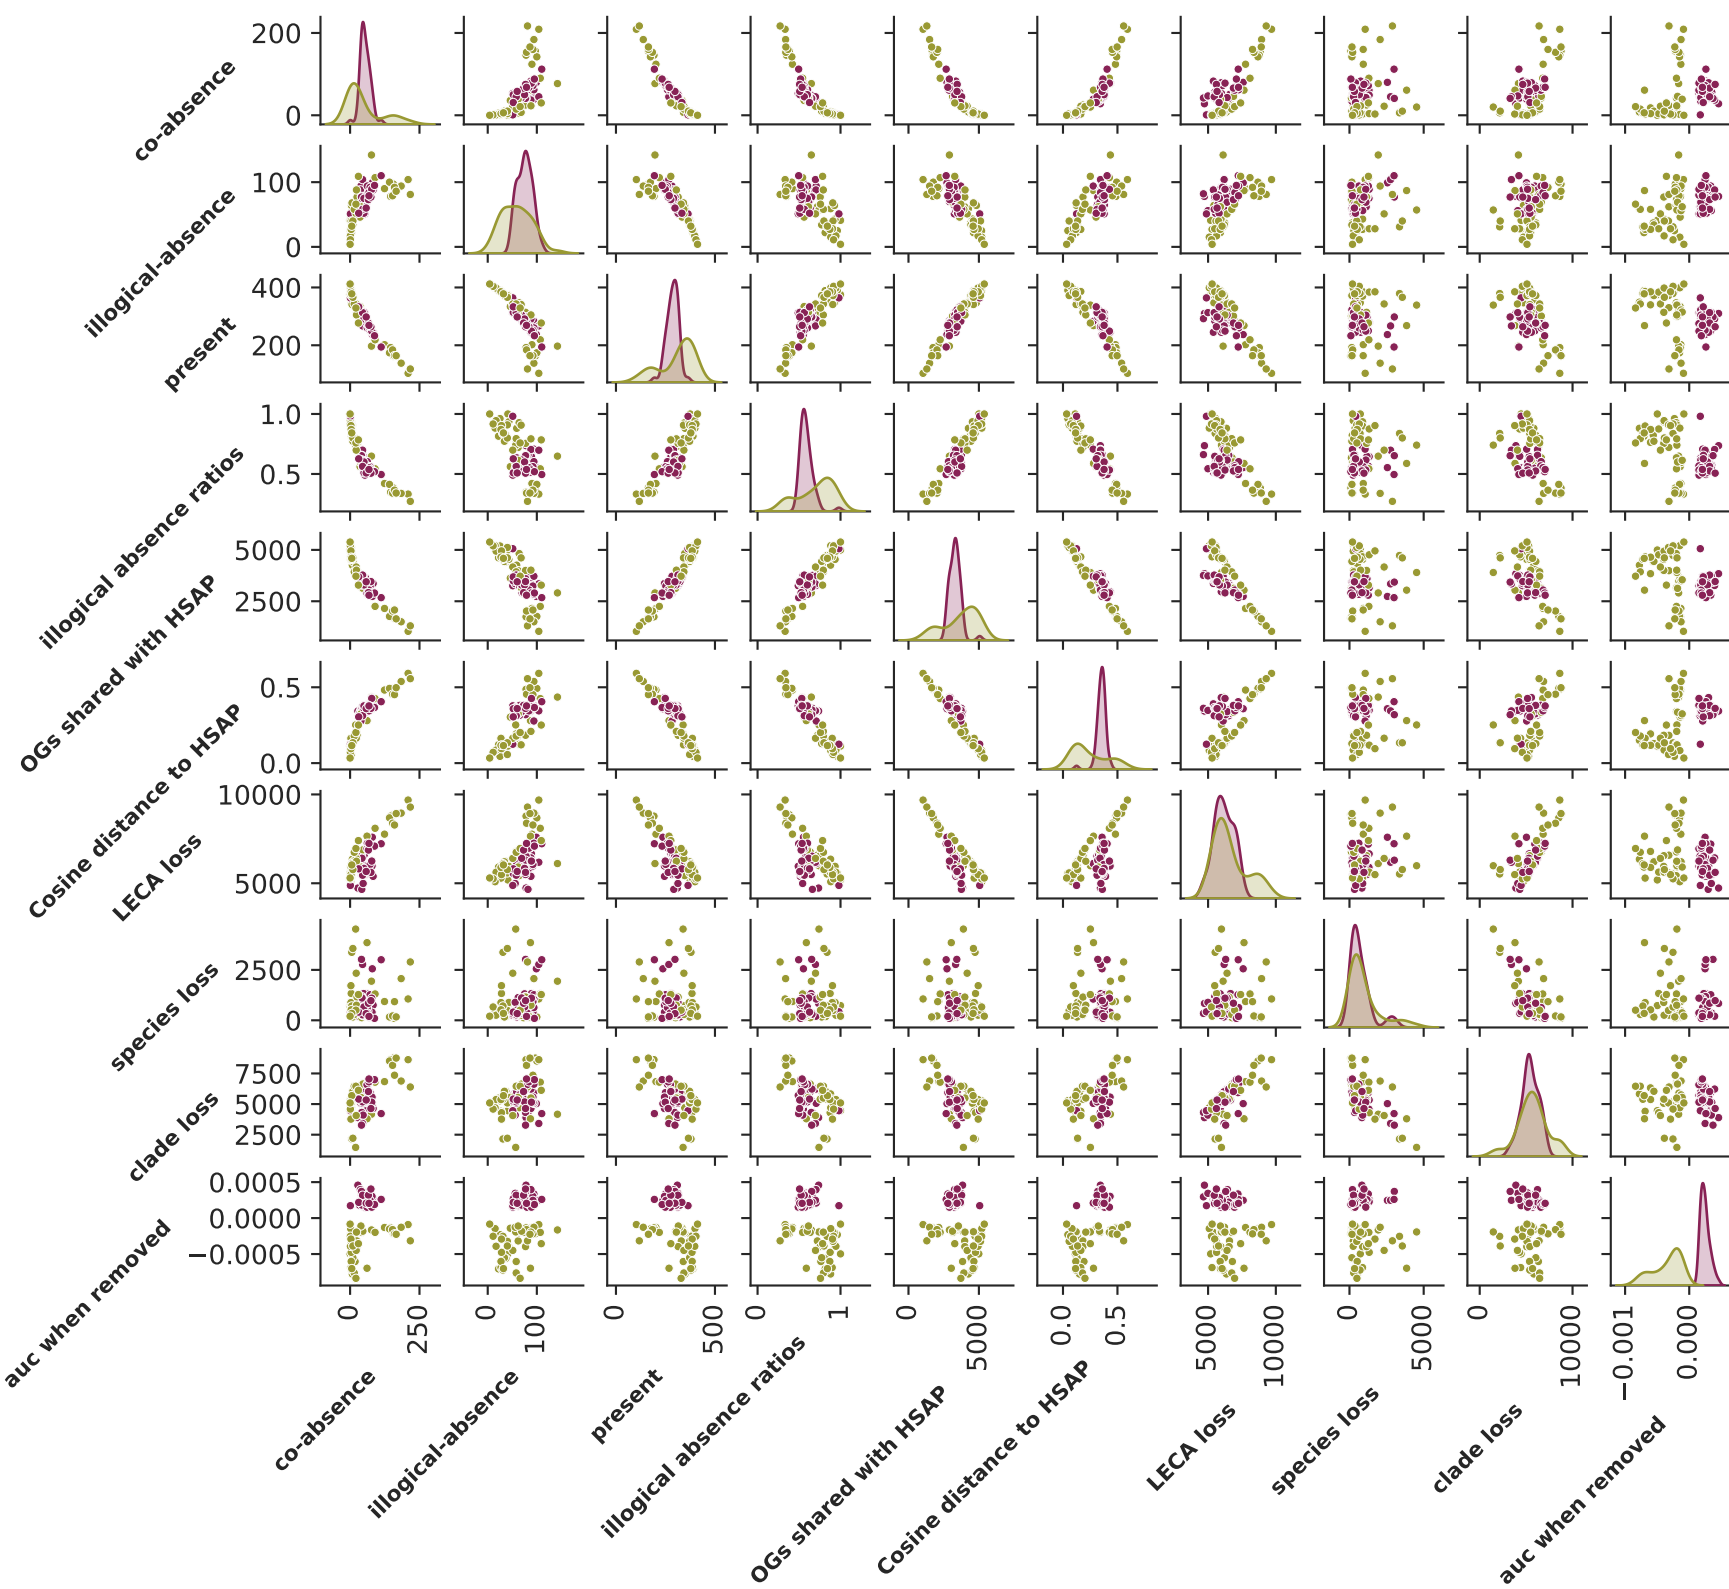 co-absence
200
0
illogical-absence
100
0
present
400
200
illogical absence ratios
1.0
0.5
OGs shared with HSAP
5000
2500
Cosine distance to HSAP
0.5
0.0
LECA loss
10000
5000
species loss
2500
0
clade loss
7500
5000
2500
auc when removed
0.0005
0.0000
−0.0005
0
250
0
100
0
500
0
1
0
5000
0.0
0.5
5000
10000
0
5000
0
10000
−0.001
0.000
co-absence
illogical-absence
present
illogical absence ratios
OGs shared with HSAP
Cosine distance to HSAP
LECA loss
species loss
clade loss
auc when removed